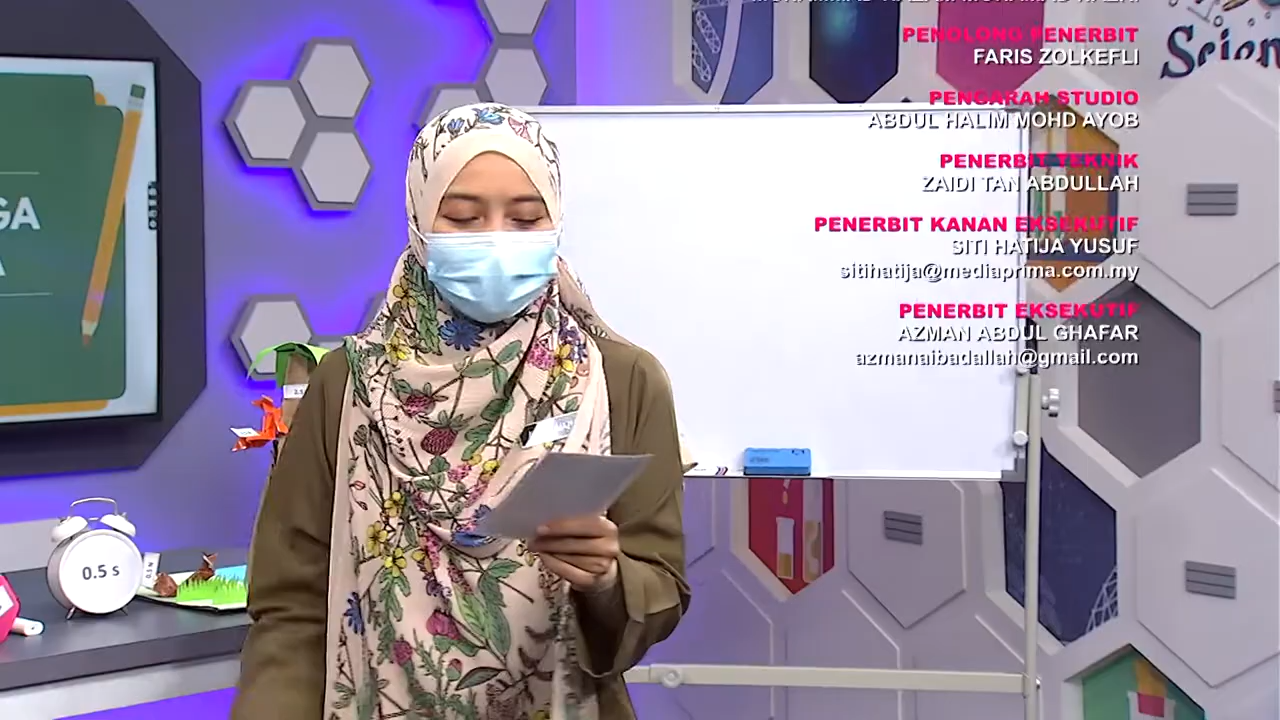 PENOLONG PENERBIT
FARIS ZOLKEFLI
PENGARAH STUDIO
ABDUL HALIM MOHD AYOB
PENERBIT TEKNIK
ZAIDI TAN ABDULLAH
PENERBIT KANAN EKSEKUTIF
SITI HATIJA YUSUF
sitihatija@mediaprima.com.my
PENERBIT EKSEKUTIF
AZMAN ABDUL GHAFAR
azmanaibadallah@gmail.com
Scien
GA
A
0.5 s